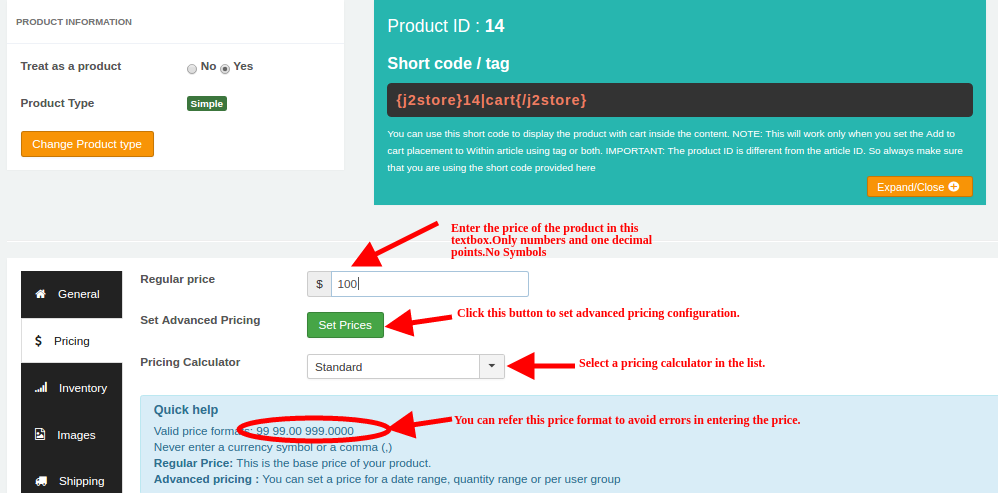 PRODUCT INFORMATION
Treat as a product
No Yes
Product Type
Simple
Change Product type
Product ID : 14
Short code / tag
{j2store}14|cart{/j2store}
You can use this short code to display the product with cart inside the content. NOTE: This will work only when you set the Add to
cart placement to Within article using tag or both. IMPORTANT: The product ID is different from the article ID. So always make sure
that you are using the short code provided here
Expand/Close
Enter the price of the product in this
textbox.Only numbers and one decimal
points.No Symbols
General
Pricing
Inventory
Images
Shipping
Regular price
$ 100
Set Advanced Pricing
Set Prices
Click this button to set advanced pricing configuration.
Pricing Calculator
Standard
Select a pricing calculator in the list.
Quick help
Valid price formats: 99 99.00 999.0000
You can refer this price format to avoid errors in entering the price.
Never enter a currency symbol or a comma (,)
Regular Price: This is the base price of your product.
Advanced pricing : You can set a price for a date range, quantity range or per user group